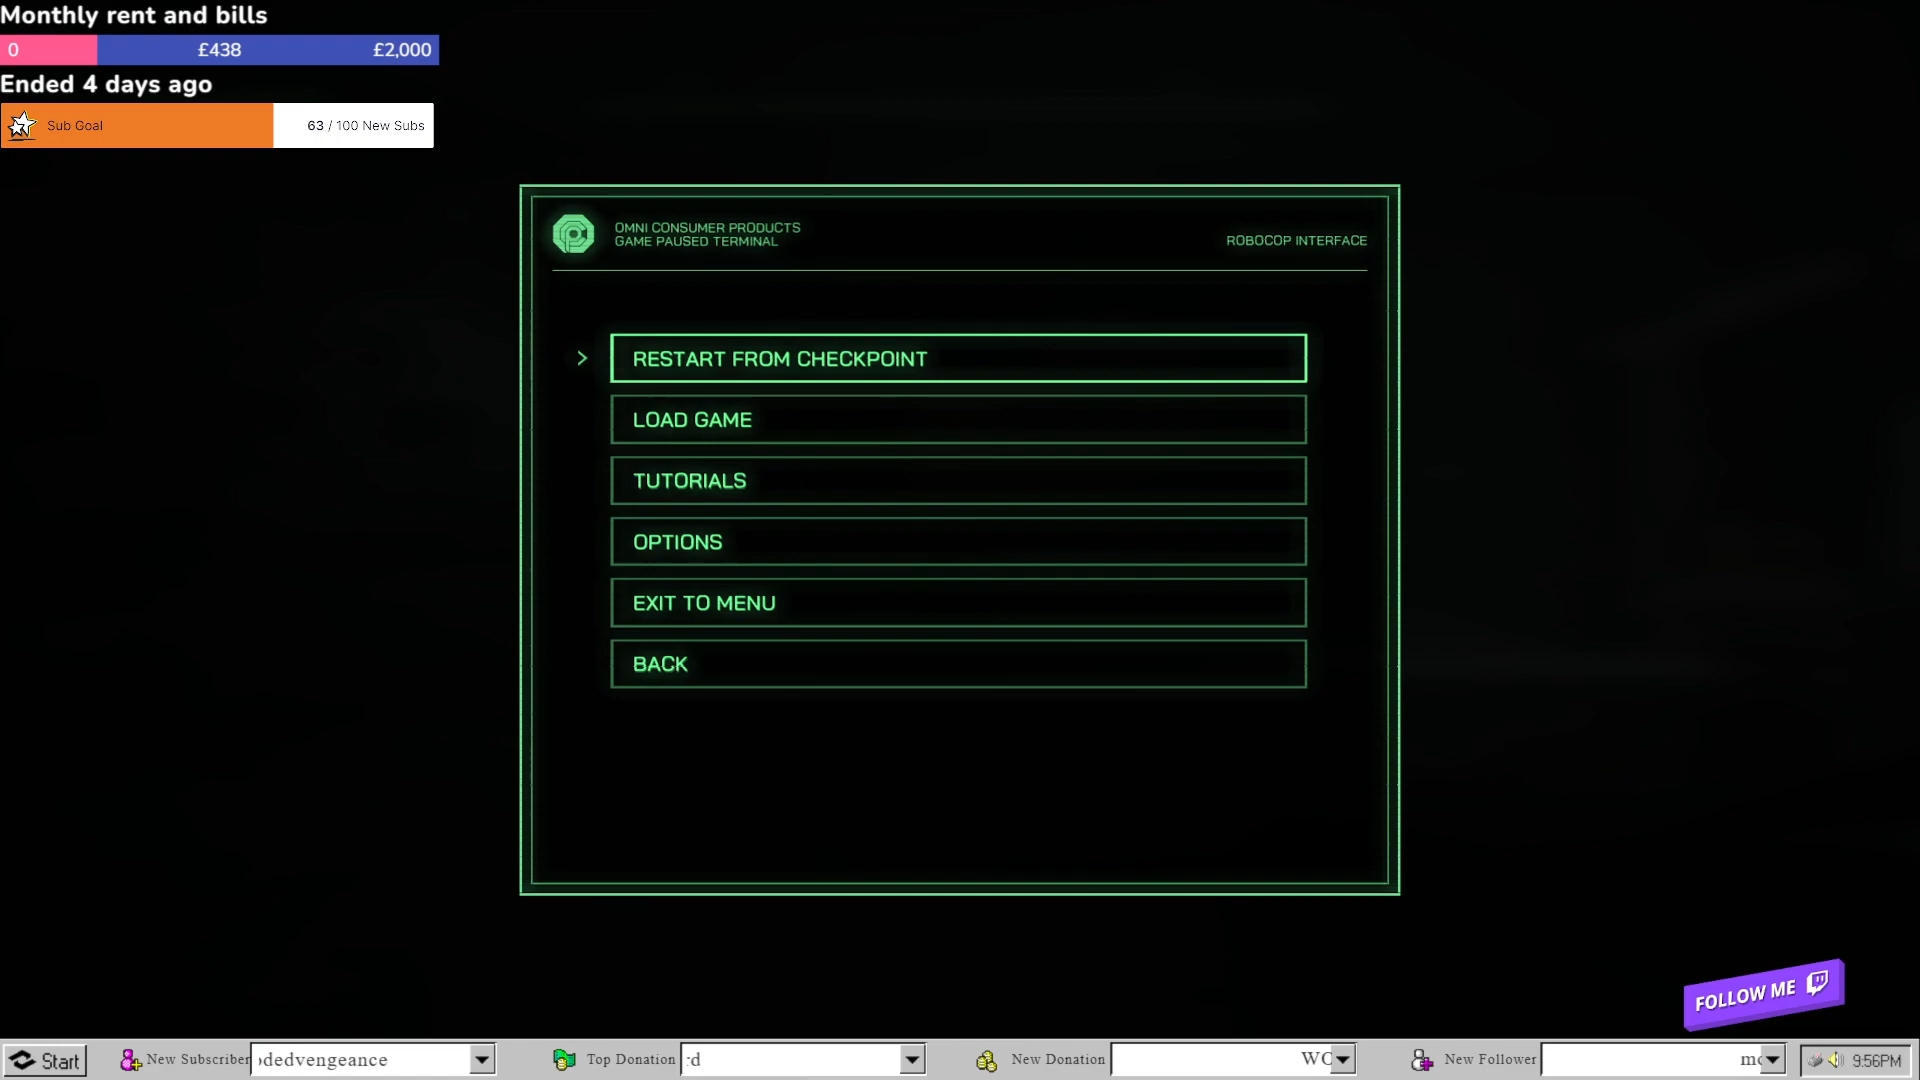 Monthly rent and bills
0 £438 £2,000
Ended 4 days ago
Sub Goal 63 / 100 New Subs
OMNI CONSUMER PRODUCTS
GAME PAUSED TERMINAL
ROBOCOP INTERFACE
> RESTART FROM CHECKPOINT
LOAD GAME
TUTORIALS
OPTIONS
EXIT TO MENU
BACK
FOLLOW ME
Start New Subscriber dedvengeance Top Donation New Donation New Follower 9:56PM